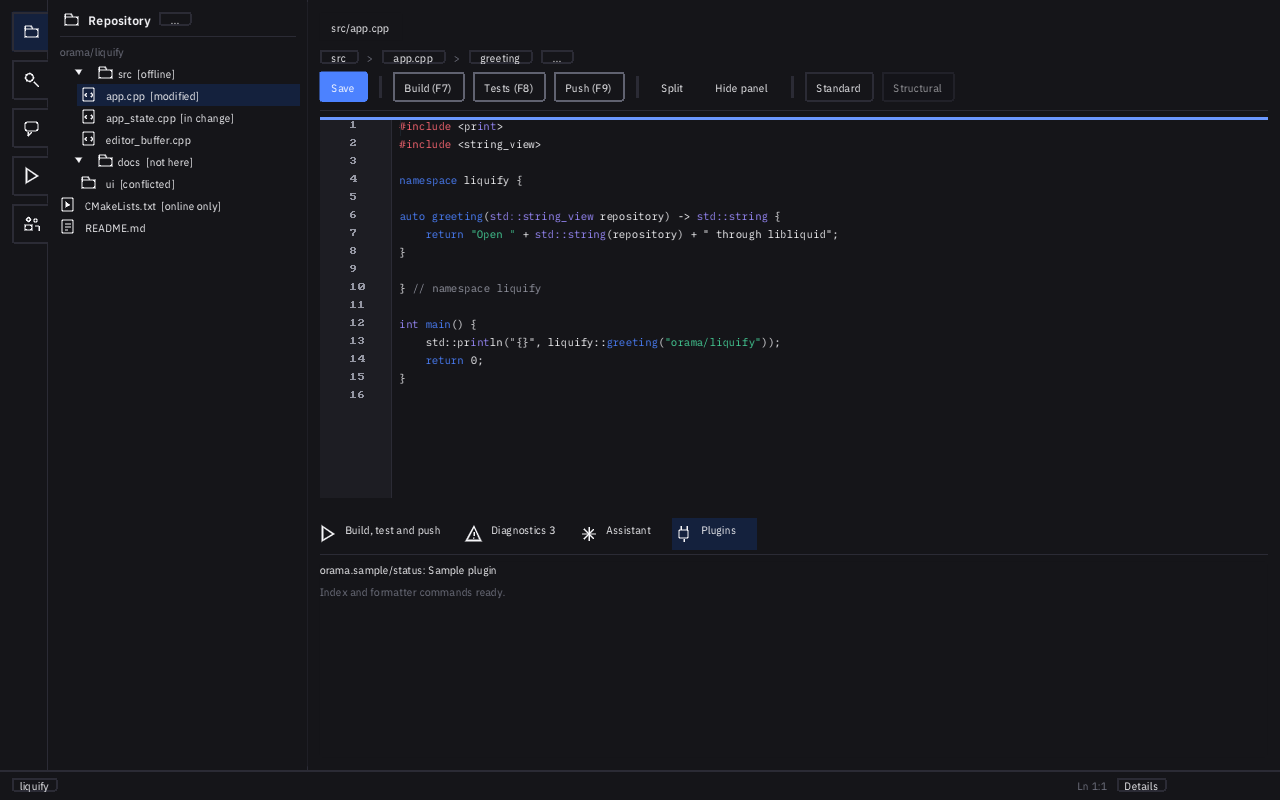 Repository ...
orama/liquify
src [offline]
app.cpp [modified]
app_state.cpp [in change]
editor_buffer.cpp
docs [not here]
ui [conflicted]
CMakeLists.txt [online only]
README.md
src/app.cpp
src > app.cpp > greeting ...
Save Build (F7) Tests (F8) Push (F9) Split Hide panel Standard Structural
1 #include <print>
2 #include <string_view>
3
4 namespace liquify {
5
6 auto greeting(std::string_view repository) -> std::string {
7 return "Open " + std::string(repository) + " through libliquid";
8 }
9
10 } // namespace liquify
11
12 int main() {
13 std::println("{}", liquify::greeting("orama/liquify"));
14 return 0;
15 }
16
Build, test and push Diagnostics 3 Assistant Plugins
orama.sample/status: Sample plugin
Index and formatter commands ready.
liquify Ln 1:1 Details